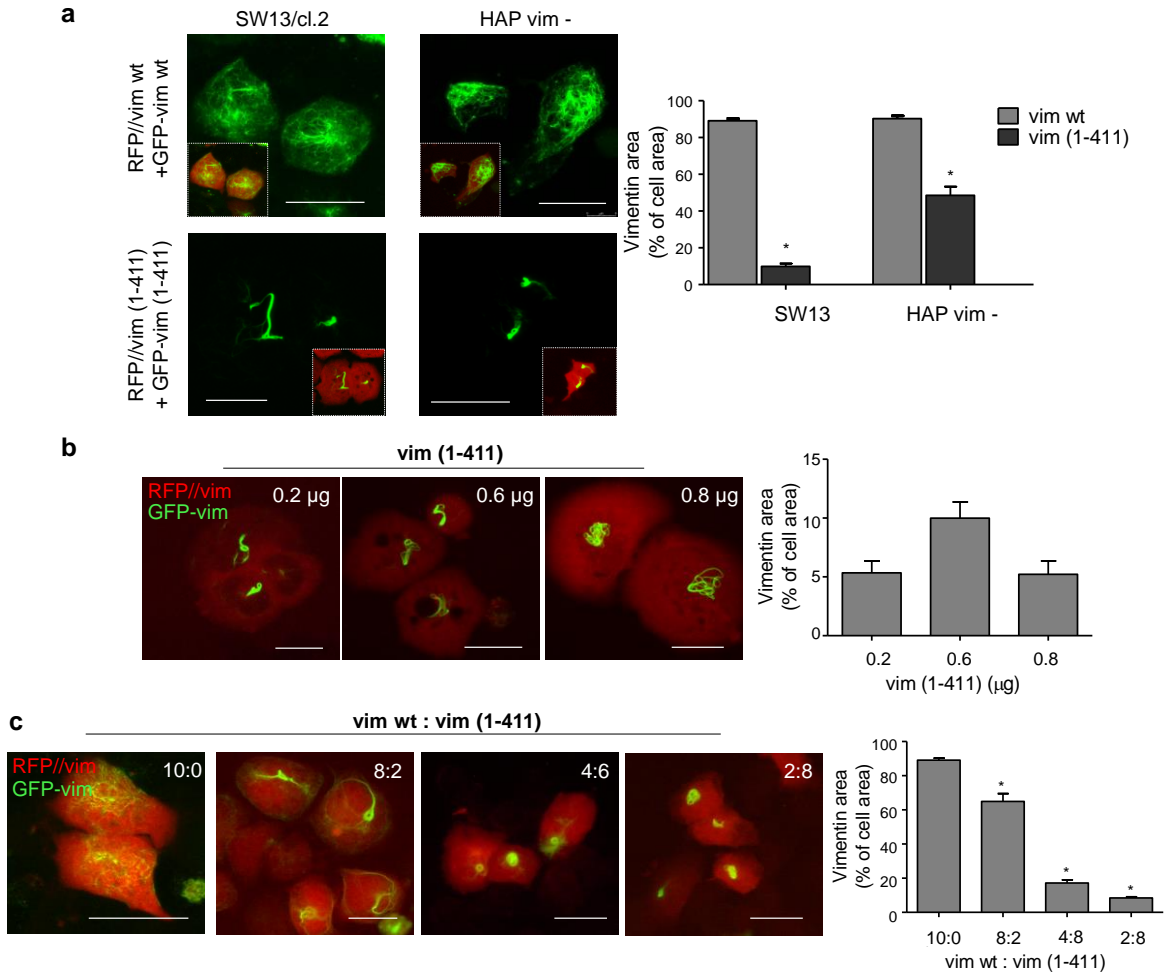 a
SW13/cl.2
HAP vim -
RFP//vim wt
+GFP-vim wt
RFP//vim (1-411)
+ GFP-vim (1-411)
Vimentin area
(% of cell area)
100
80
60
40
20
0
*
*
SW13
HAP vim -
vim wt
vim (1-411)
b
vim (1-411)
RFP//vim
GFP-vim
0.2 µg
0.6 µg
0.8 µg
Vimentin area
(% of cell area)
15
10
5
0
0.2 0.6 0.8
vim (1-411) (µg)
c
vim wt : vim (1-411)
RFP//vim
GFP-vim
10:0
8:2
4:6
2:8
Vimentin area
(% of cell area)
100
80
60
40
20
0
*
*
*
10:0 8:2 4:8 2:8
vim wt : vim (1-411)